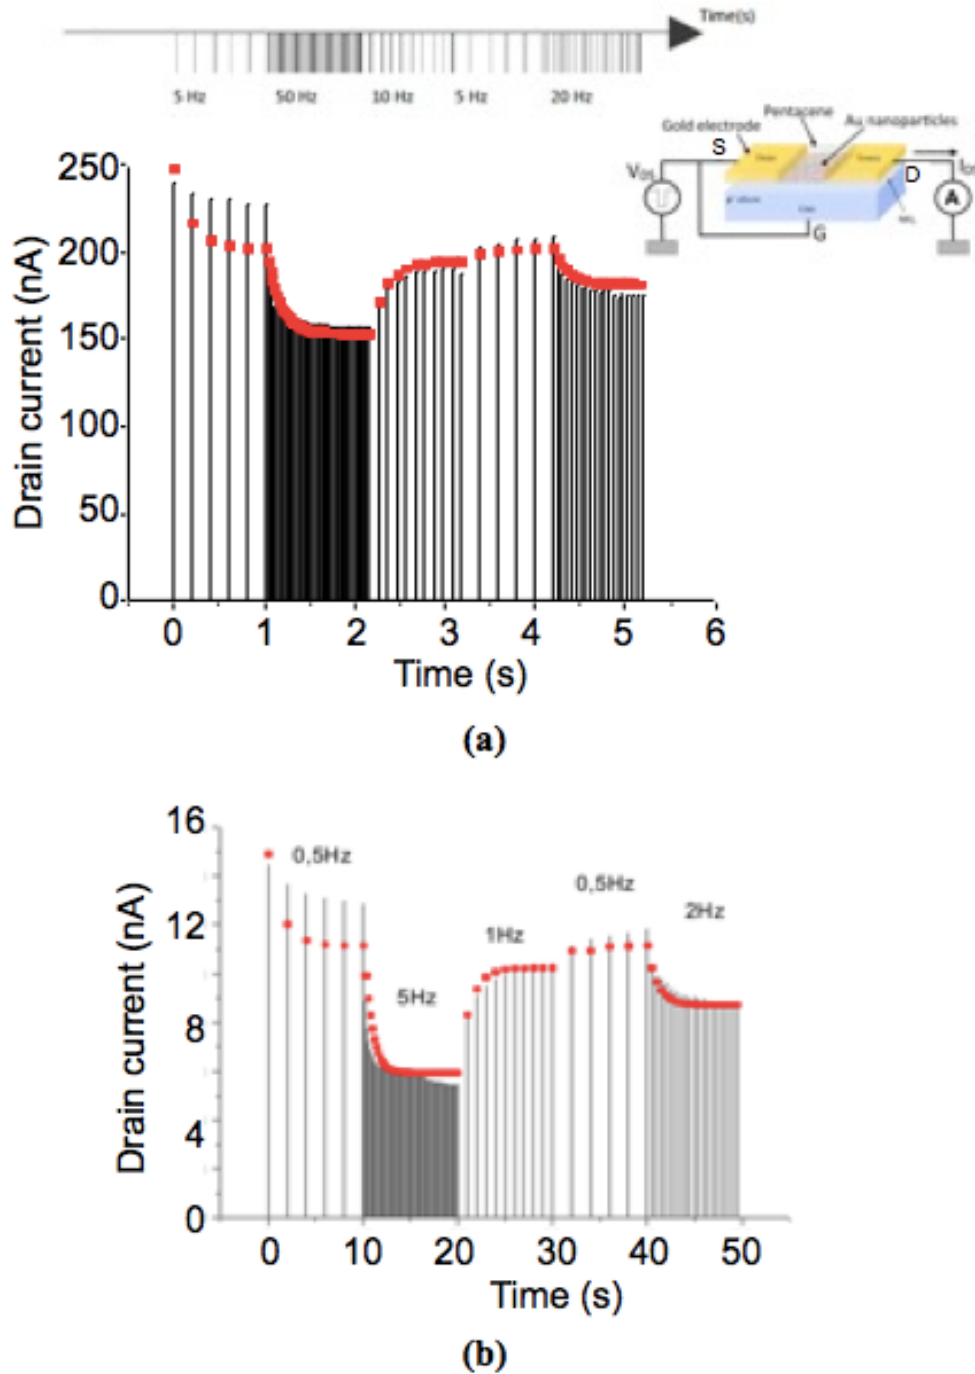 Time(s)
5 Hz 50 Hz 10 Hz 5 Hz 20 Hz
Pentacene
Gold electrode Au nanoparticles
S
D
A
G
250
200
150
100
50
0
Drain current (nA)
0 1 2 3 4 5 6
Time (s)
(a)
16
12
8
4
0
Drain current (nA)
0,5Hz
5Hz
1Hz
0,5Hz
2Hz
0 10 20 30 40 50
Time (s)
(b)